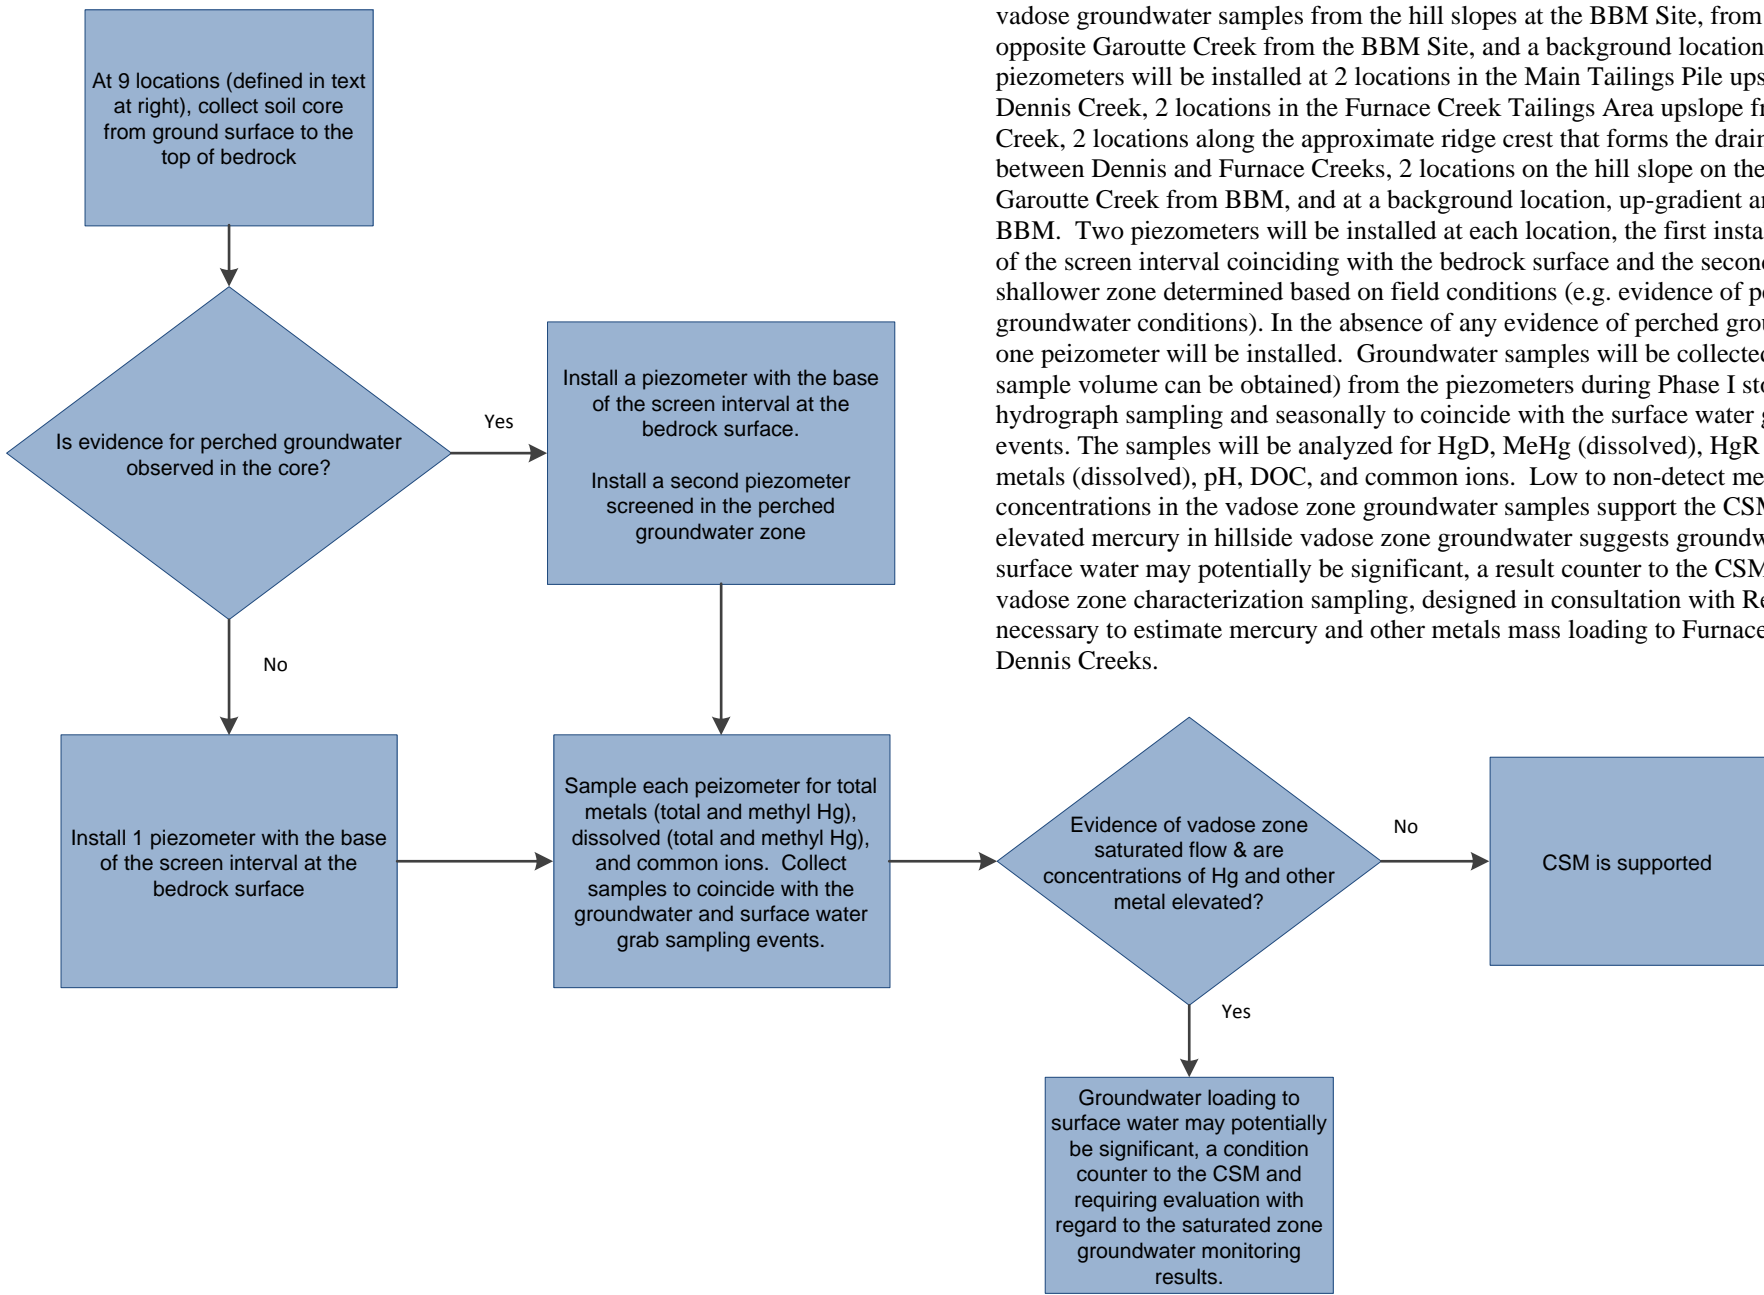 vadose groundwater samples from the hill slopes at the BBM Site, from
opposite Garoutte Creek from the BBM Site, and a background location
piezometers will be installed at 2 locations in the Main Tailings Pile
Dennis Creek, 2 locations in the Furnace Creek Tailings Area upslope
Creek, 2 locations along the approximate ridge crest that forms the
between Dennis and Furnace Creeks, 2 locations on the hill slope on the
Garoutte Creek from BBM, and at a background location, up-gradient
BBM. Two piezometers will be installed at each location, the first
of the screen interval coinciding with the bedrock surface and the
shallower zone determined based on field conditions (e.g. evidence of
groundwater conditions). In the absence of any evidence of perched
one peizometer will be installed. Groundwater samples will be
sample volume can be obtained) from the piezometers during Phase I
hydrograph sampling and seasonally to coincide with the surface water
events. The samples will be analyzed for HgD, MeHg (dissolved), HgR
metals (dissolved), pH, DOC, and common ions. Low to non-detect
concentrations in the vadose zone groundwater samples support the CSM
elevated mercury in hillside vadose zone groundwater suggests
surface water may potentially be significant, a result counter to the CSM
vadose zone characterization sampling, designed in consultation with
necessary to estimate mercury and other metals mass loading to Furnace
Dennis Creeks.
At 9 locations (defined in text
at right), collect soil core
from ground surface to the
top of bedrock
Is evidence for perched groundwater
observed in the core?
Yes
Install a piezometer with the base
of the screen interval at the
bedrock surface.
Install a second piezometer
screened in the perched
groundwater zone
No
Install 1 piezometer with the base
of the screen interval at the
bedrock surface
Sample each peizometer for total
metals (total and methyl Hg),
dissolved (total and methyl Hg),
and common ions. Collect
samples to coincide with the
groundwater and surface water
grab sampling events.
Evidence of vadose zone
saturated flow & are
concentrations of Hg and other
metal elevated?
No
CSM is supported
Yes
Groundwater loading to
surface water may potentially
be significant, a condition
counter to the CSM and
requiring evaluation with
regard to the saturated zone
groundwater monitoring
results.